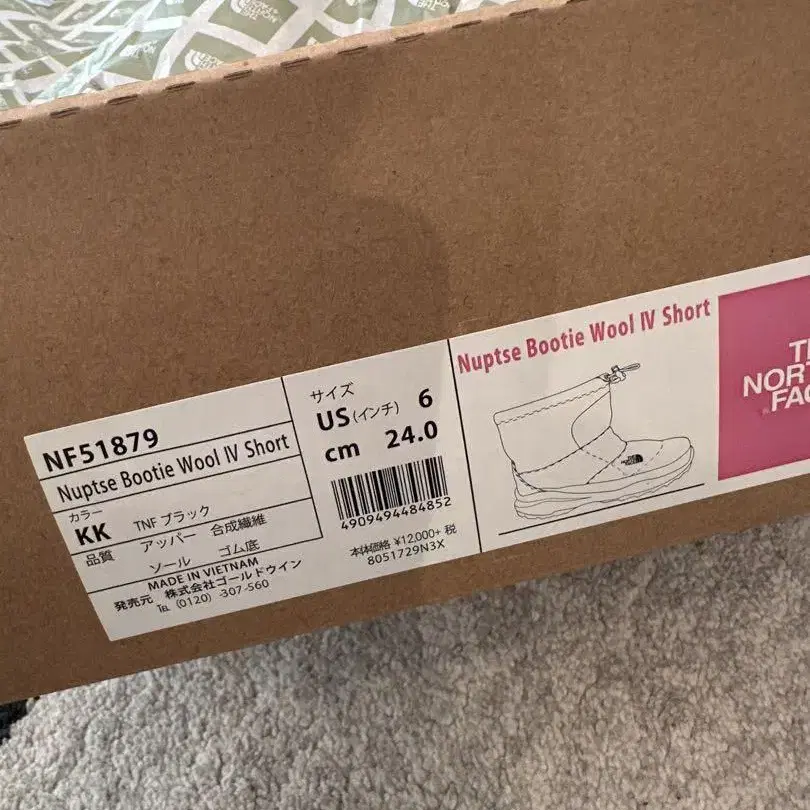 NF51879
Nuptse Bootie Wool Ⅳ Short
カラー
KK TNF ブラック
品質 アッパー 合成繊維
ソール ゴム底
MADE IN VIETNAM
発売元 株式会社ゴールドウイン
℡ (0120) -307-560
サイズ
US (インチ) 6
cm 24.0
4909494484852
本体価格 ¥12,000+ 税
8051729N3X
Nuptse Bootie Wool Ⅳ Short